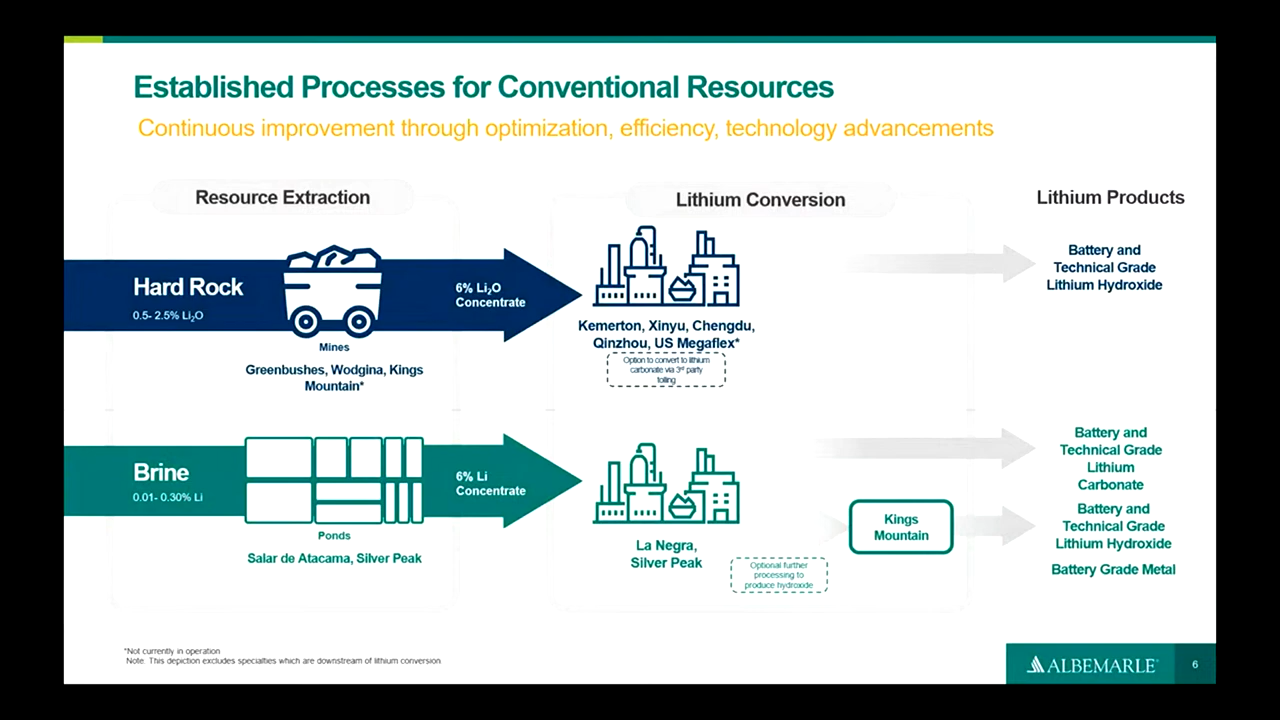 Established Processes for Conventional Resources
Continuous improvement through optimization, efficiency, technology advancements
Resource Extraction
Lithium Conversion
Lithium Products
Hard Rock
0.5- 2.5% Li₂O
Mines
Greenbushes, Wodgina, Kings
Mountain*
6% Li₂O
Concentrate
Kemerton, Xinyu, Chengdu,
Qinzhou, US Megaflex*
Option to convert to lithium
carbonate via 3rd party
tolling
Battery and
Technical Grade
Lithium Hydroxide
Brine
0.01- 0.30% Li
Ponds
Salar de Atacama, Silver Peak
6% Li
Concentrate
La Negra,
Silver Peak
Optional further
processing to
produce hydroxide
Kings
Mountain
Battery and
Technical Grade
Lithium
Carbonate
Battery and
Technical Grade
Lithium Hydroxide
Battery Grade Metal
*Not currently in operation
Note. This depiction excludes specialties which are downstream of lithium conversion
ALBEMARLE®
6